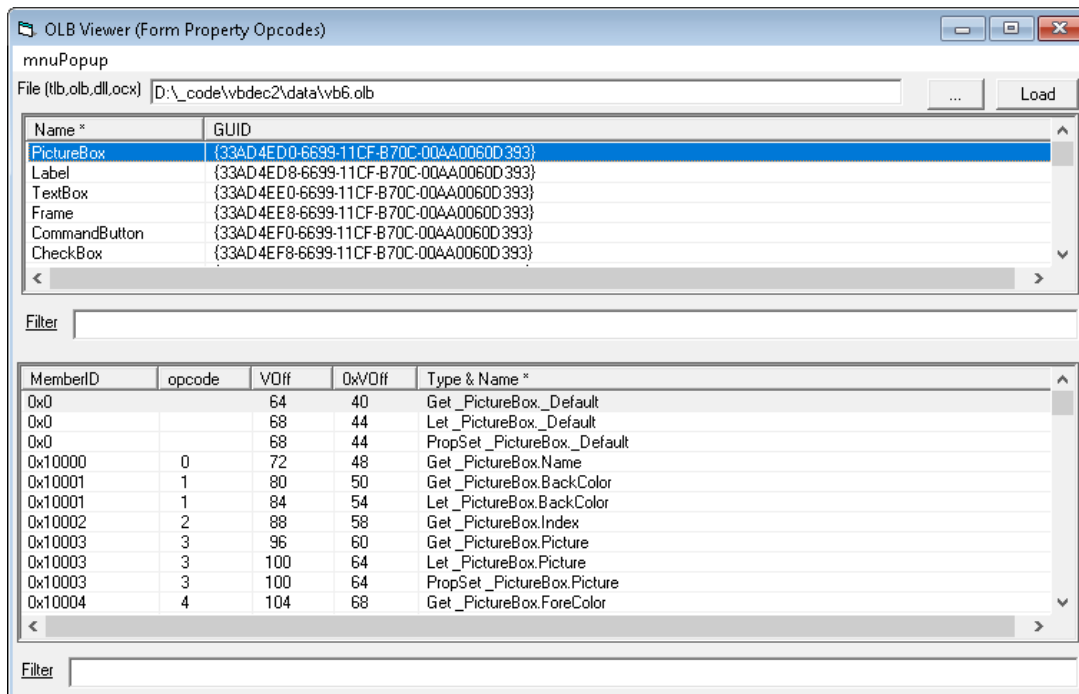 OLB Viewer (Form Property Opcodes)
mnuPopup
File (tlb,olb,dll,ocx) D:\_code\vbdec2\data\vb6.olb ... Load
Name * GUID
PictureBox {33AD4ED0-6699-11CF-B70C-00AA0060D393}
Label {33AD4ED8-6699-11CF-B70C-00AA0060D393}
TextBox {33AD4EE0-6699-11CF-B70C-00AA0060D393}
Frame {33AD4EE8-6699-11CF-B70C-00AA0060D393}
CommandButton {33AD4EF0-6699-11CF-B70C-00AA0060D393}
CheckBox {33AD4EF8-6699-11CF-B70C-00AA0060D393}
Filter
MemberID opcode VOff 0xVOff Type & Name *
0x0 64 40 Get _PictureBox._Default
0x0 68 44 Let _PictureBox._Default
0x0 68 44 PropSet _PictureBox._Default
0x10000 0 72 48 Get _PictureBox.Name
0x10001 1 80 50 Get _PictureBox.BackColor
0x10001 1 84 54 Let _PictureBox.BackColor
0x10002 2 88 58 Get _PictureBox.Index
0x10003 3 96 60 Get _PictureBox.Picture
0x10003 3 100 64 Let _PictureBox.Picture
0x10003 3 100 64 PropSet _PictureBox.Picture
0x10004 4 104 68 Get _PictureBox.ForeColor
Filter